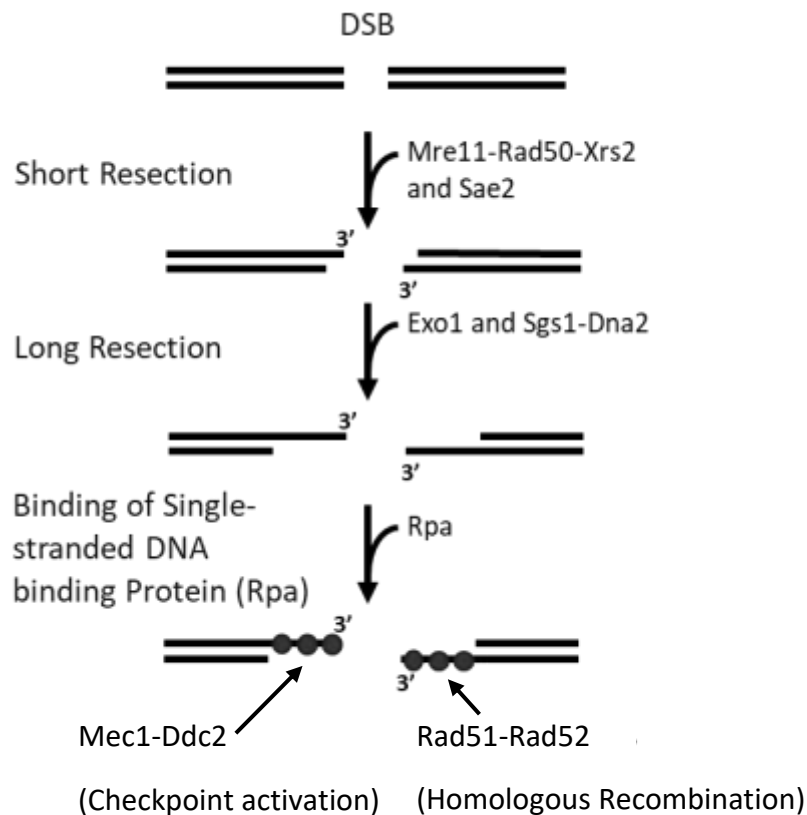 DSB
Short Resection
Mre11-Rad50-Xrs2
and Sae2
3’
3’
Long Resection
Exo1 and Sgs1-Dna2
3’
3’
Binding of Single-
stranded DNA
binding Protein (Rpa)
Rpa
3’
3’
Mec1-Ddc2
(Checkpoint activation)
Rad51-Rad52
(Homologous Recombination)